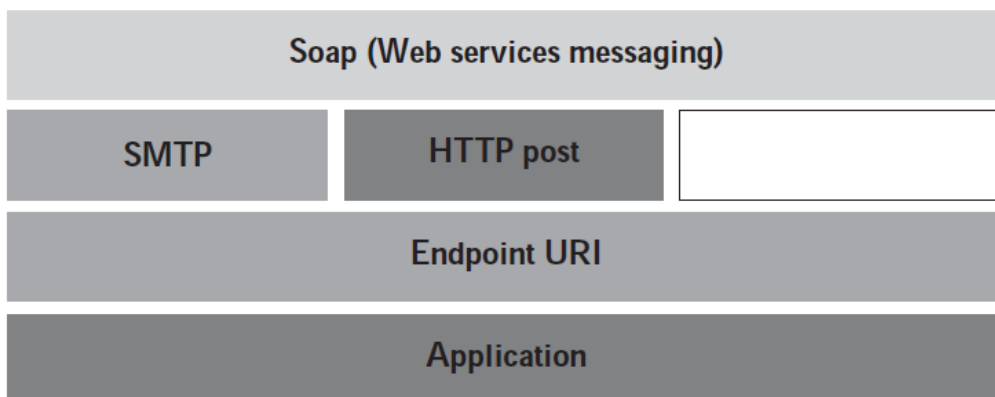 Soap (Web services messaging)
SMTP
HTTP post
Endpoint URI
Application